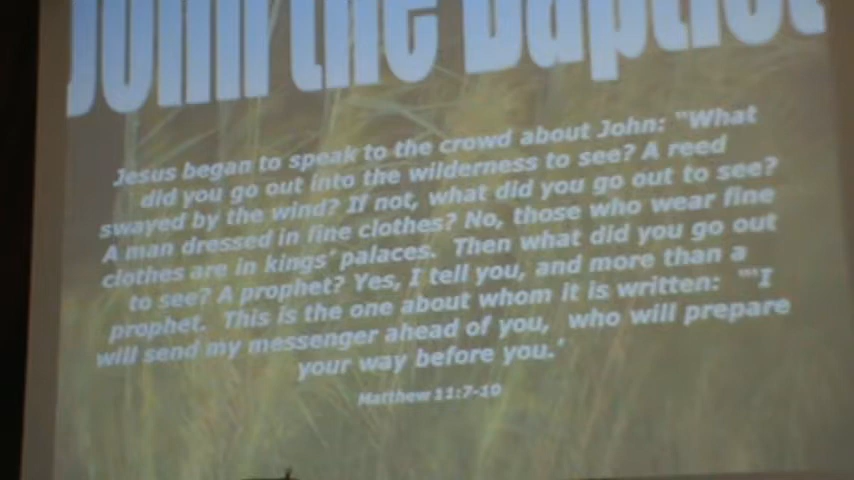 John the Baptist
Jesus began to speak to the crowd about John: "What
did you go out into the wilderness to see? A reed
swayed by the wind? If not, what did you go out to see?
A man dressed in fine clothes? No, those who wear fine
clothes are in kings' palaces. Then what did you go out
to see? A prophet? Yes, I tell you, and more than a
prophet. This is the one about whom it is written: "'I
will send my messenger ahead of you, who will prepare
your way before you.'
Matthew 11:7-10